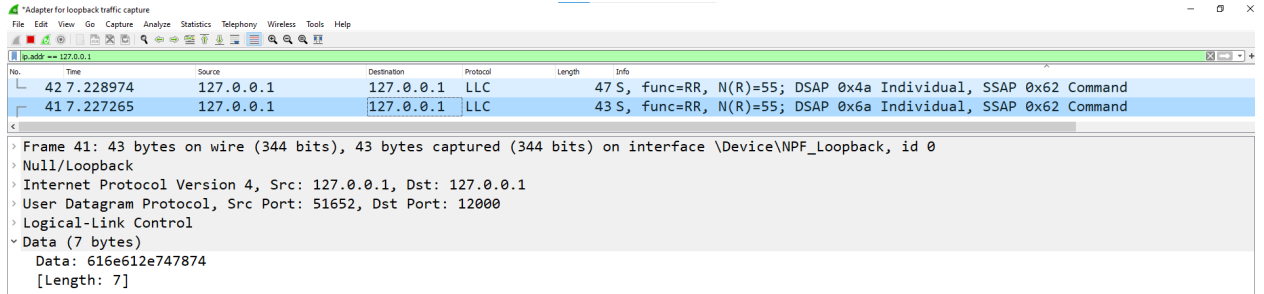 *Adapter for loopback traffic capture
File Edit View Go Capture Analyze Statistics Telephony Wireless Tools Help
ip.addr == 127.0.0.1
No. Time Source Destination Protocol Length Info
42 7.228974 127.0.0.1 127.0.0.1 LLC 47 S, func=RR, N(R)=55; DSAP 0x4a Individual, SSAP 0x62 Command
41 7.227265 127.0.0.1 127.0.0.1 LLC 43 S, func=RR, N(R)=55; DSAP 0x6a Individual, SSAP 0x62 Command
Frame 41: 43 bytes on wire (344 bits), 43 bytes captured (344 bits) on interface \Device\NPF_Loopback, id 0
Null/Loopback
Internet Protocol Version 4, Src: 127.0.0.1, Dst: 127.0.0.1
User Datagram Protocol, Src Port: 51652, Dst Port: 12000
Logical-Link Control
Data (7 bytes)
Data: 616e612e747874
[Length: 7]